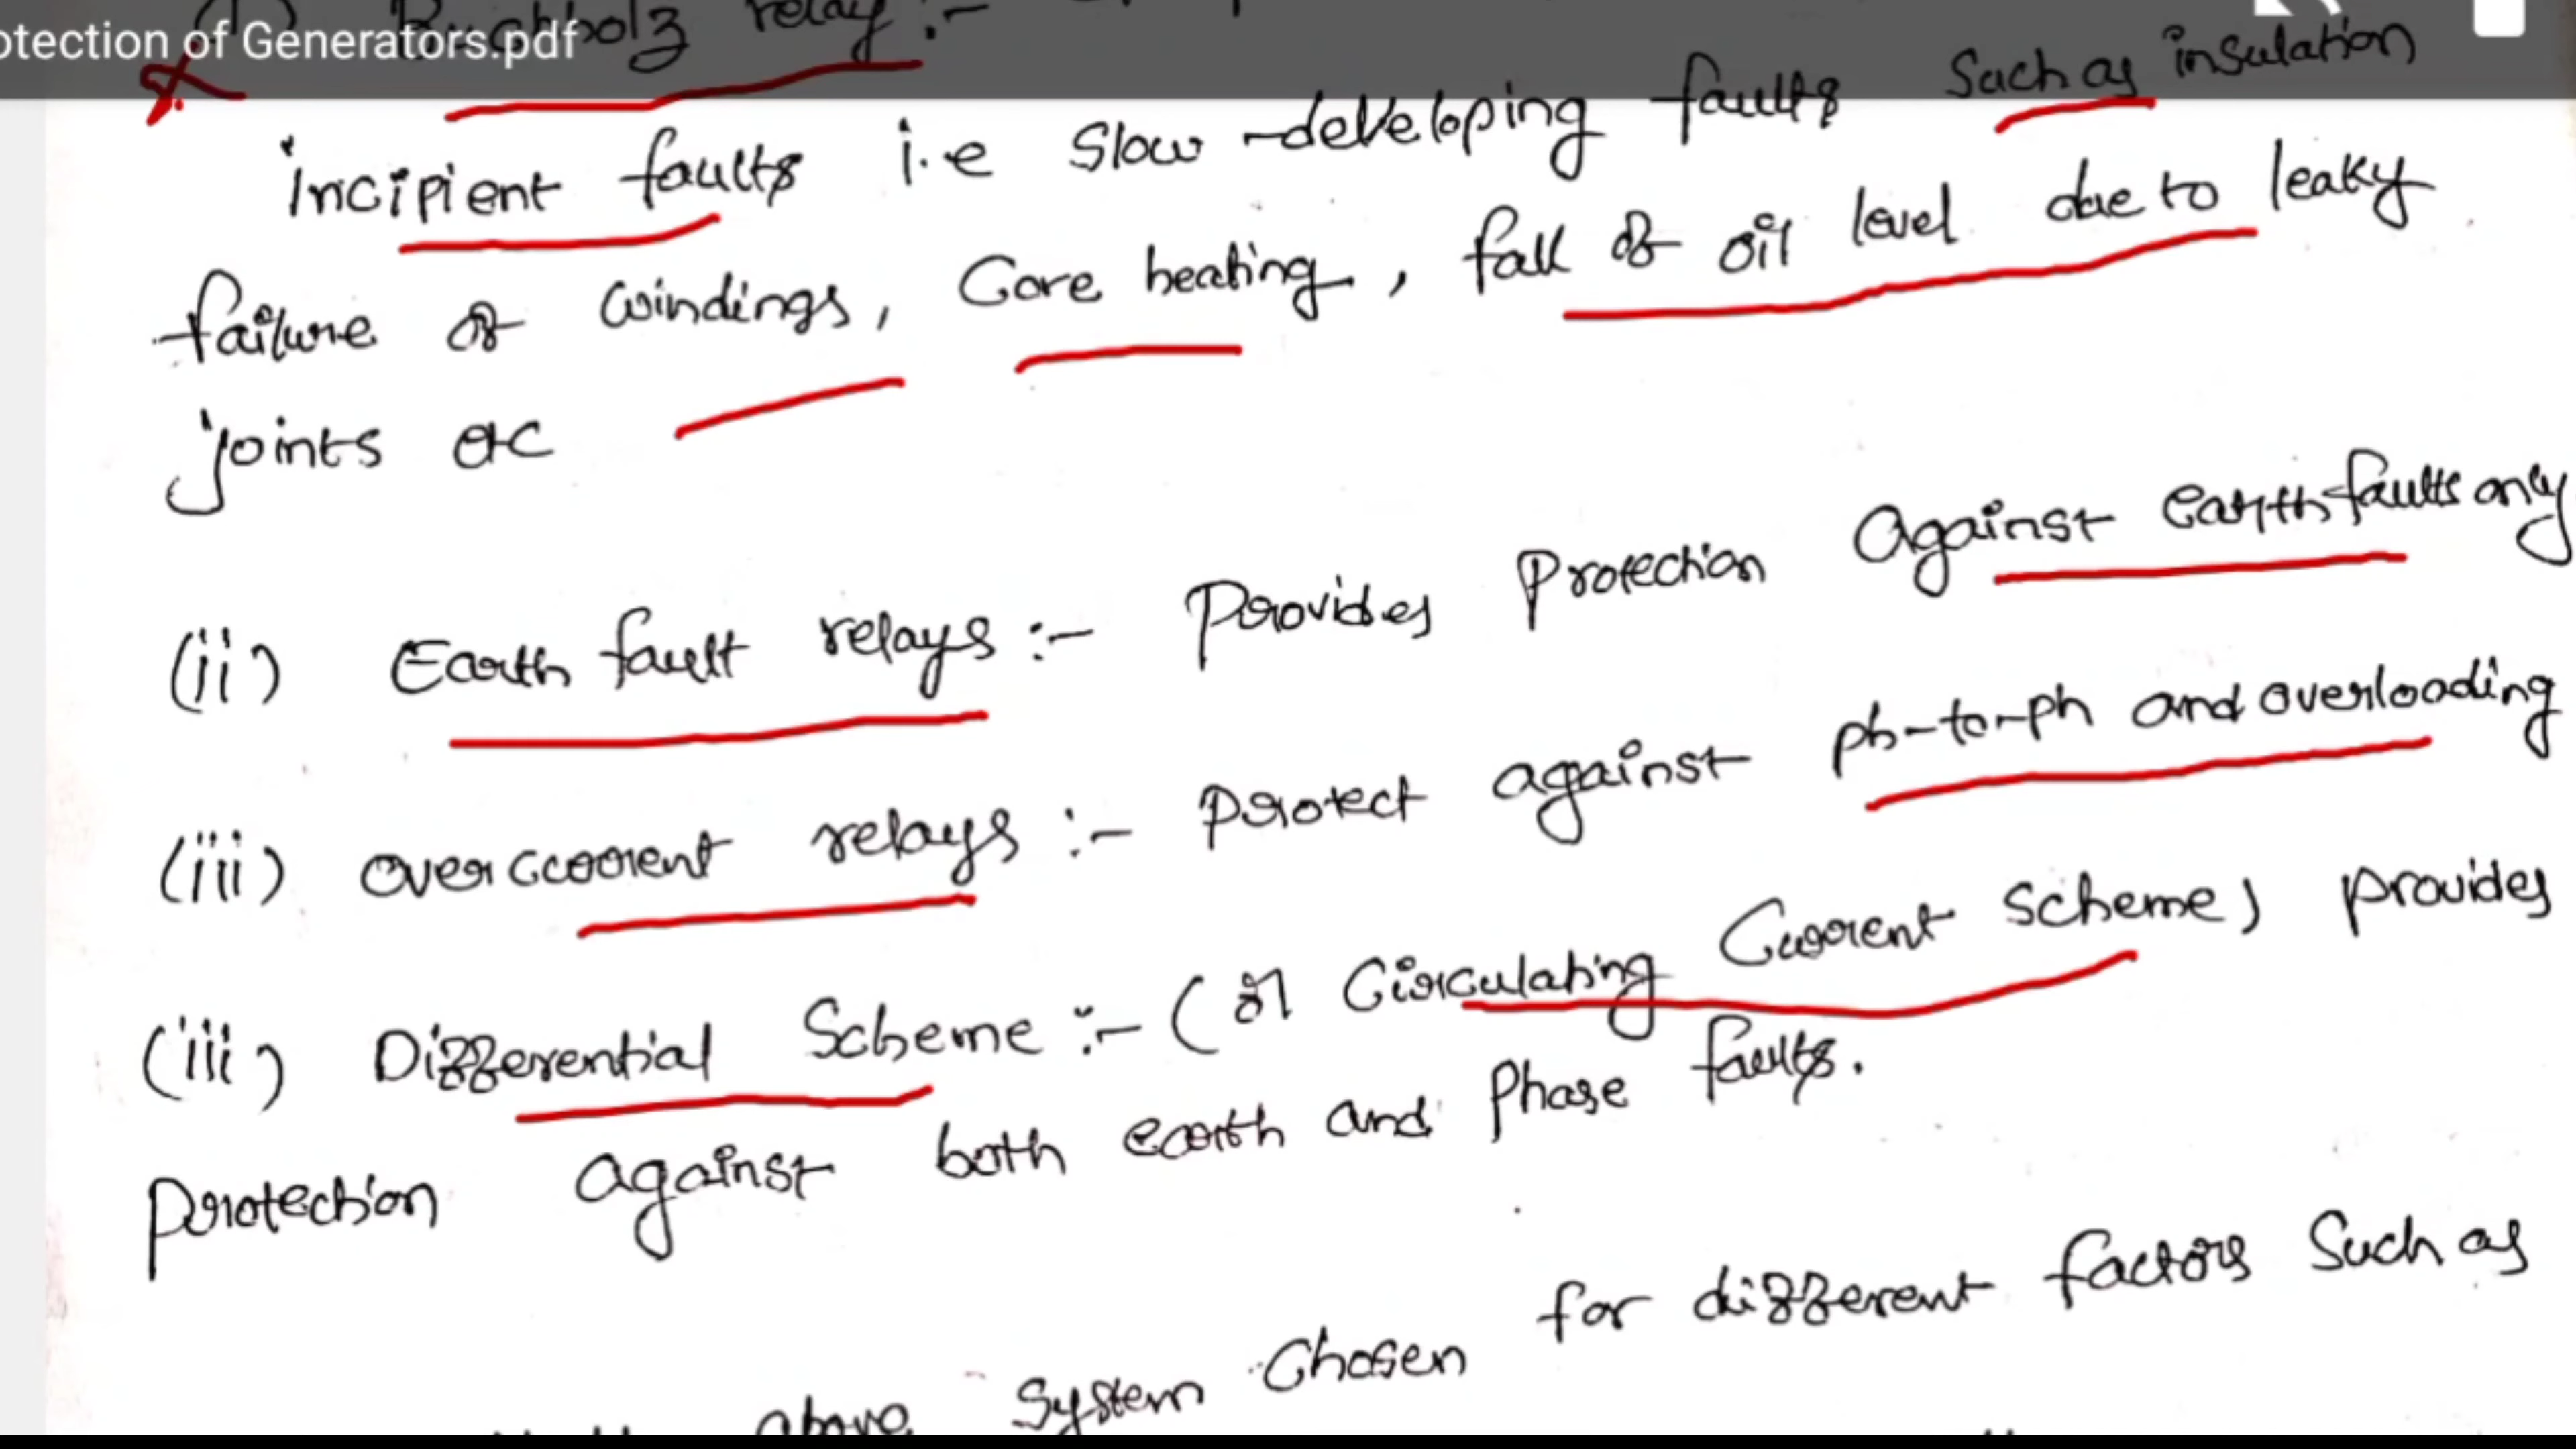 otection of Generators.pdf
Buchholz relay :-
incipient faults i.e slow-developing faults such as insulation
failure of windings, core heating, fall of oil level due to leaky
joints etc
(ii) Earth fault relays :- Provides protection against earth faults only
(iii) overcurrent relays :- protect against ph-to-ph and overloading
(iii) Differential Scheme :- (or Circulating Current scheme) provides
protection against both earth and phase faults.
above system chosen for different factors such as